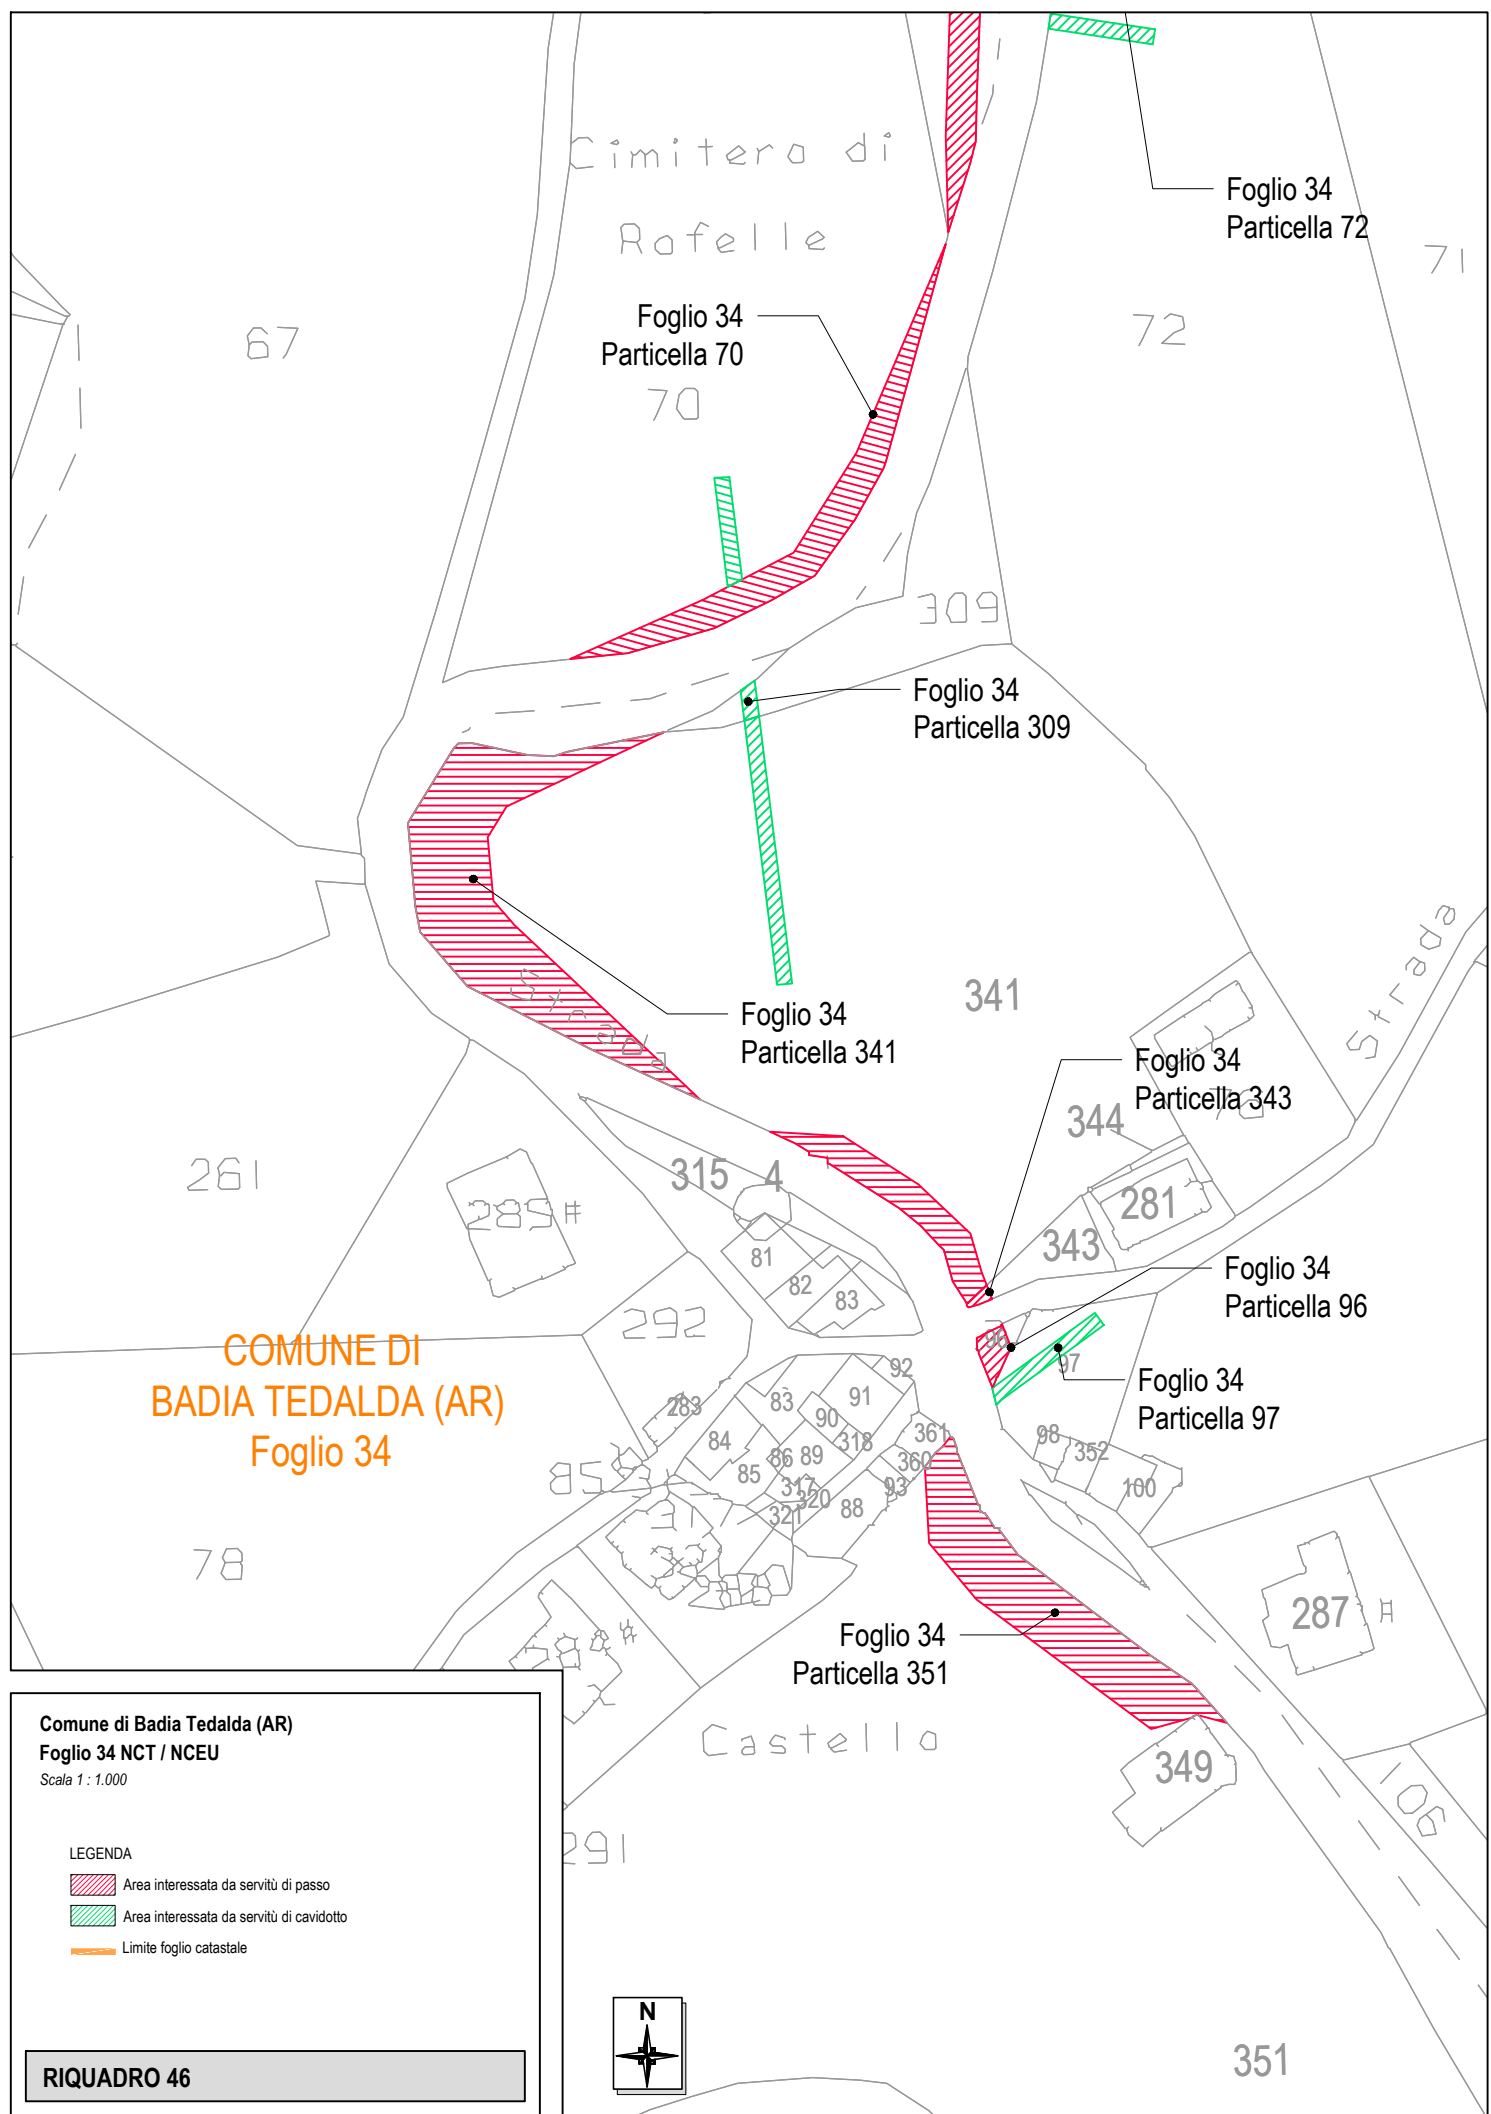 Cimitero di
Rofelle
Foglio 34
Particella 72
71
67
Foglio 34
Particella 70
72
70
309
Foglio 34
Particella 309
341
Strada
Strada
Foglio 34
Particella 341
Foglio 34
Particella 343
344
315
4
261
289#
281
343
81
82
83
Foglio 34
Particella 96
292
96
97
COMUNE DI
BADIA TEDALDA (AR)
Foglio 34
Foglio 34
Particella 97
92
91
83
90
283
84
318
361
98
86
89
360
352
85
317
93
100
320
88
321
78
287
Foglio 34
Particella 351
Castello
349
106
291
351
Comune di Badia Tedalda (AR)
Foglio 34 NCT / NCEU
Scala 1 : 1.000
LEGENDA
Area interessata da servitù di passo
Area interessata da servitù di cavidotto
Limite foglio catastale
N
RIQUADRO 46